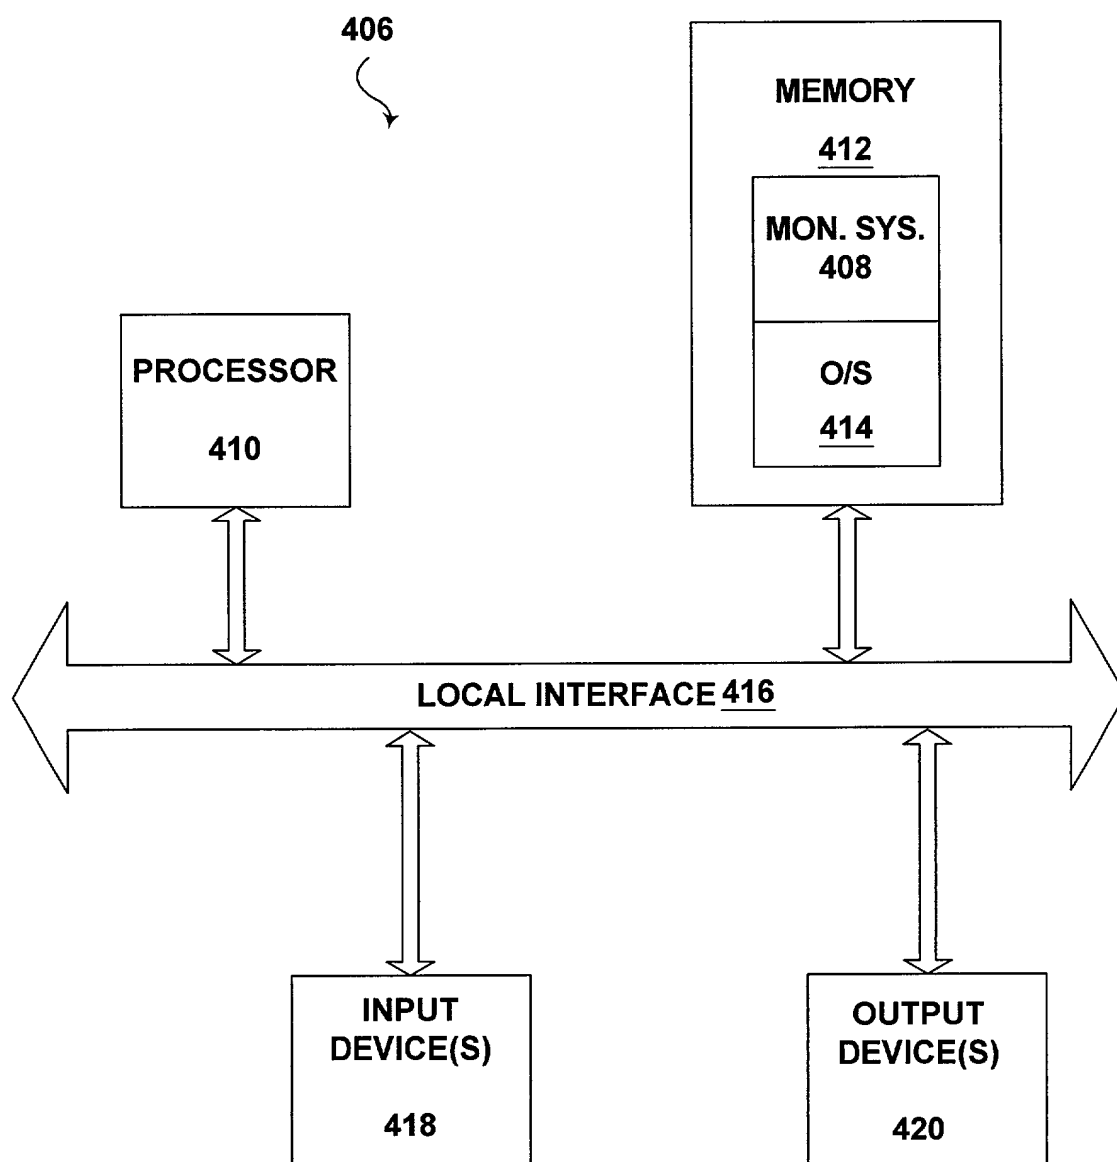 406
MEMORY
412
MON. SYS.
408
O/S
414
PROCESSOR
410
LOCAL INTERFACE 416
INPUT
DEVICE(S)
418
OUTPUT
DEVICE(S)
420